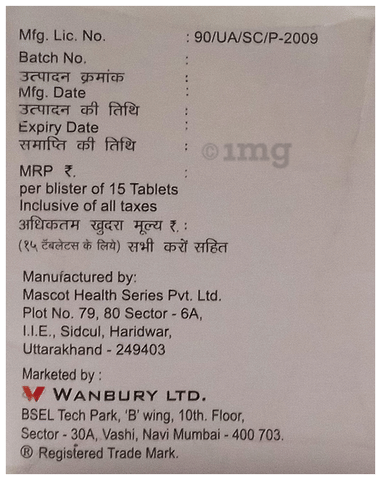 Mfg. Lic. No. : 90/UA/SC/P-2009
Batch No. :
उत्पादन क्रमांक
Mfg. Date :
उत्पादन की तिथि :
Expiry Date :
समाप्ति की तिथि :
©1mg
MRP ₹. :
per blister of 15 Tablets
Inclusive of all taxes
अधिकतम खुदरा मूल्य ₹. :
(१५ टॅबलेटस के लिये) सभी करों सहित
Manufactured by:
Mascot Health Series Pvt. Ltd.
Plot No. 79, 80 Sector - 6A,
I.I.E., Sidcul, Haridwar,
Uttarakhand - 249403
Marketed by :
WANBURY LTD.
BSEL Tech Park, 'B' wing, 10th. Floor,
Sector - 30A, Vashi, Navi Mumbai - 400 703.
® Registered Trade Mark.